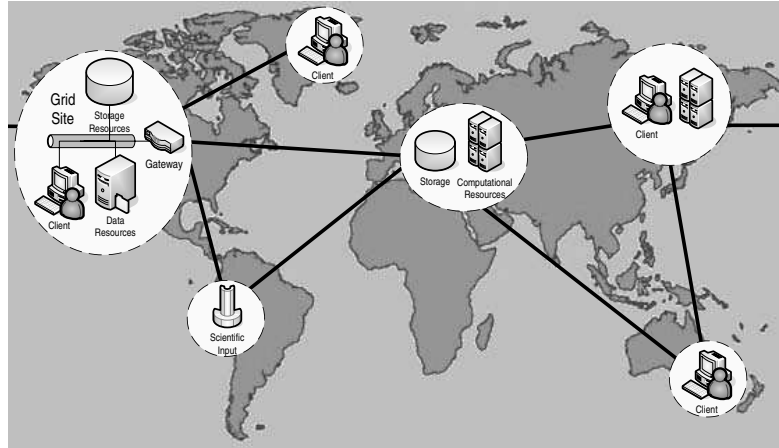 Client
Grid
Site
Storage
Resources
Gateway
Client
Data
Resources
Storage
Computational
Resources
Client
Scientific
Input
Client